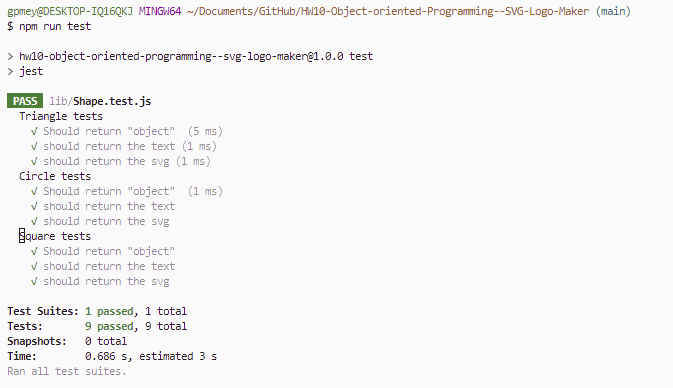 gpmey@DESKTOP-IQ16QKJ MINGW64 ~/Documents/GitHub/HW10-Object-oriented-Programming--SVG-Logo-Maker (main)
$ npm run test
> hw10-object-oriented-programming--svg-logo-maker@1.0.0 test
> jest
PASS lib/Shape.test.js
Triangle tests
√ Should return "object" (5 ms)
√ should return the text (1 ms)
√ should return the svg (1 ms)
Circle tests
√ Should return "object" (1 ms)
√ should return the text
√ should return the svg
Square tests
√ Should return "object"
√ should return the text
√ should return the svg
Test Suites: 1 passed, 1 total
Tests: 9 passed, 9 total
Snapshots: 0 total
Time: 0.686 s, estimated 3 s
Ran all test suites.